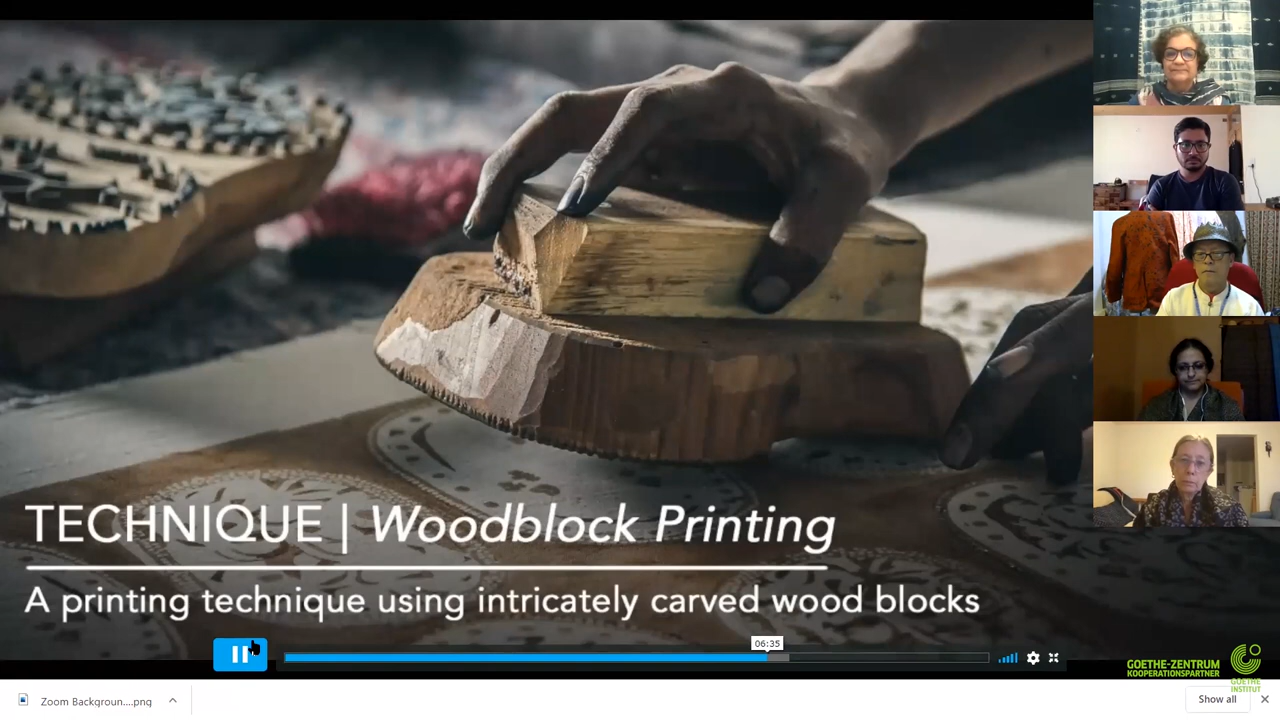 TECHNIQUE | Woodblock Printing
A printing technique using intricately carved wood blocks
06:35
GOETHE-ZENTRUM
KOOPERATIONSPARTNER
GOETHE
INSTITUT
Zoom Backgroun....png
Show all